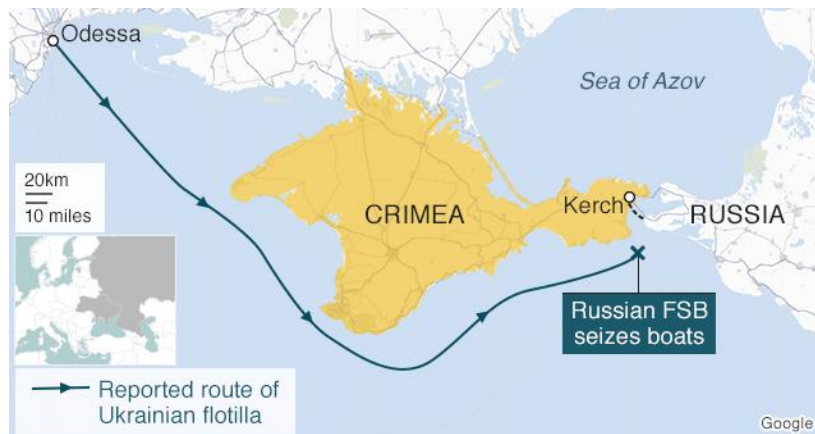 Odessa
Sea of Azov
20km
10 miles
CRIMEA
Kerch
RUSSIA
Russian FSB
seizes boats
Reported route of
Ukrainian flotilla
Google